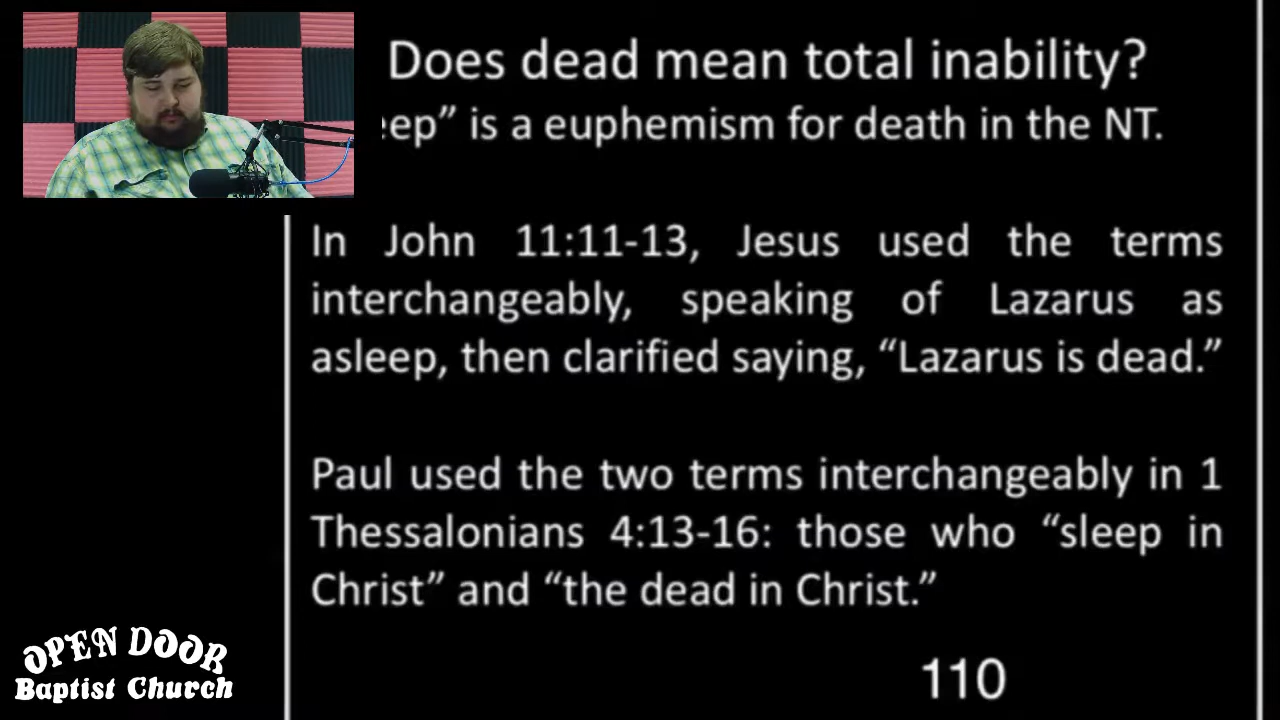 Does dead mean total inability?
eep” is a euphemism for death in the NT.
In John 11:11-13, Jesus used the terms
interchangeably, speaking of Lazarus as
asleep, then clarified saying, “Lazarus is dead.”
Paul used the two terms interchangeably in 1
Thessalonians 4:13-16: those who “sleep in
Christ” and “the dead in Christ.”
110
OPEN DOOR
Baptist Church